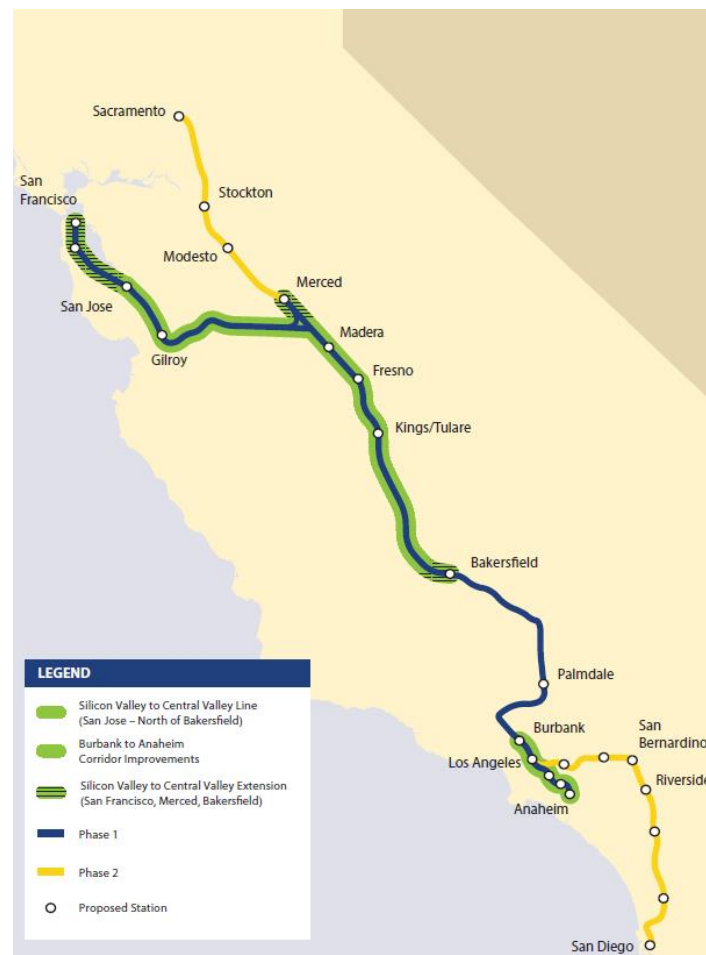 Sacramento
San
Francisco
Stockton
Modesto
Merced
San Jose
Madera
Gilroy
Fresno
Kings/Tulare
Bakersfield
Palmdale
Burbank
San
Bernardino
Los Angeles
Riverside
Anaheim
San Diego
LEGEND
Silicon Valley to Central Valley Line
(San Jose – North of Bakersfield)
Burbank to Anaheim
Corridor Improvements
Silicon Valley to Central Valley Extension
(San Francisco, Merced, Bakersfield)
Phase 1
Phase 2
Proposed Station